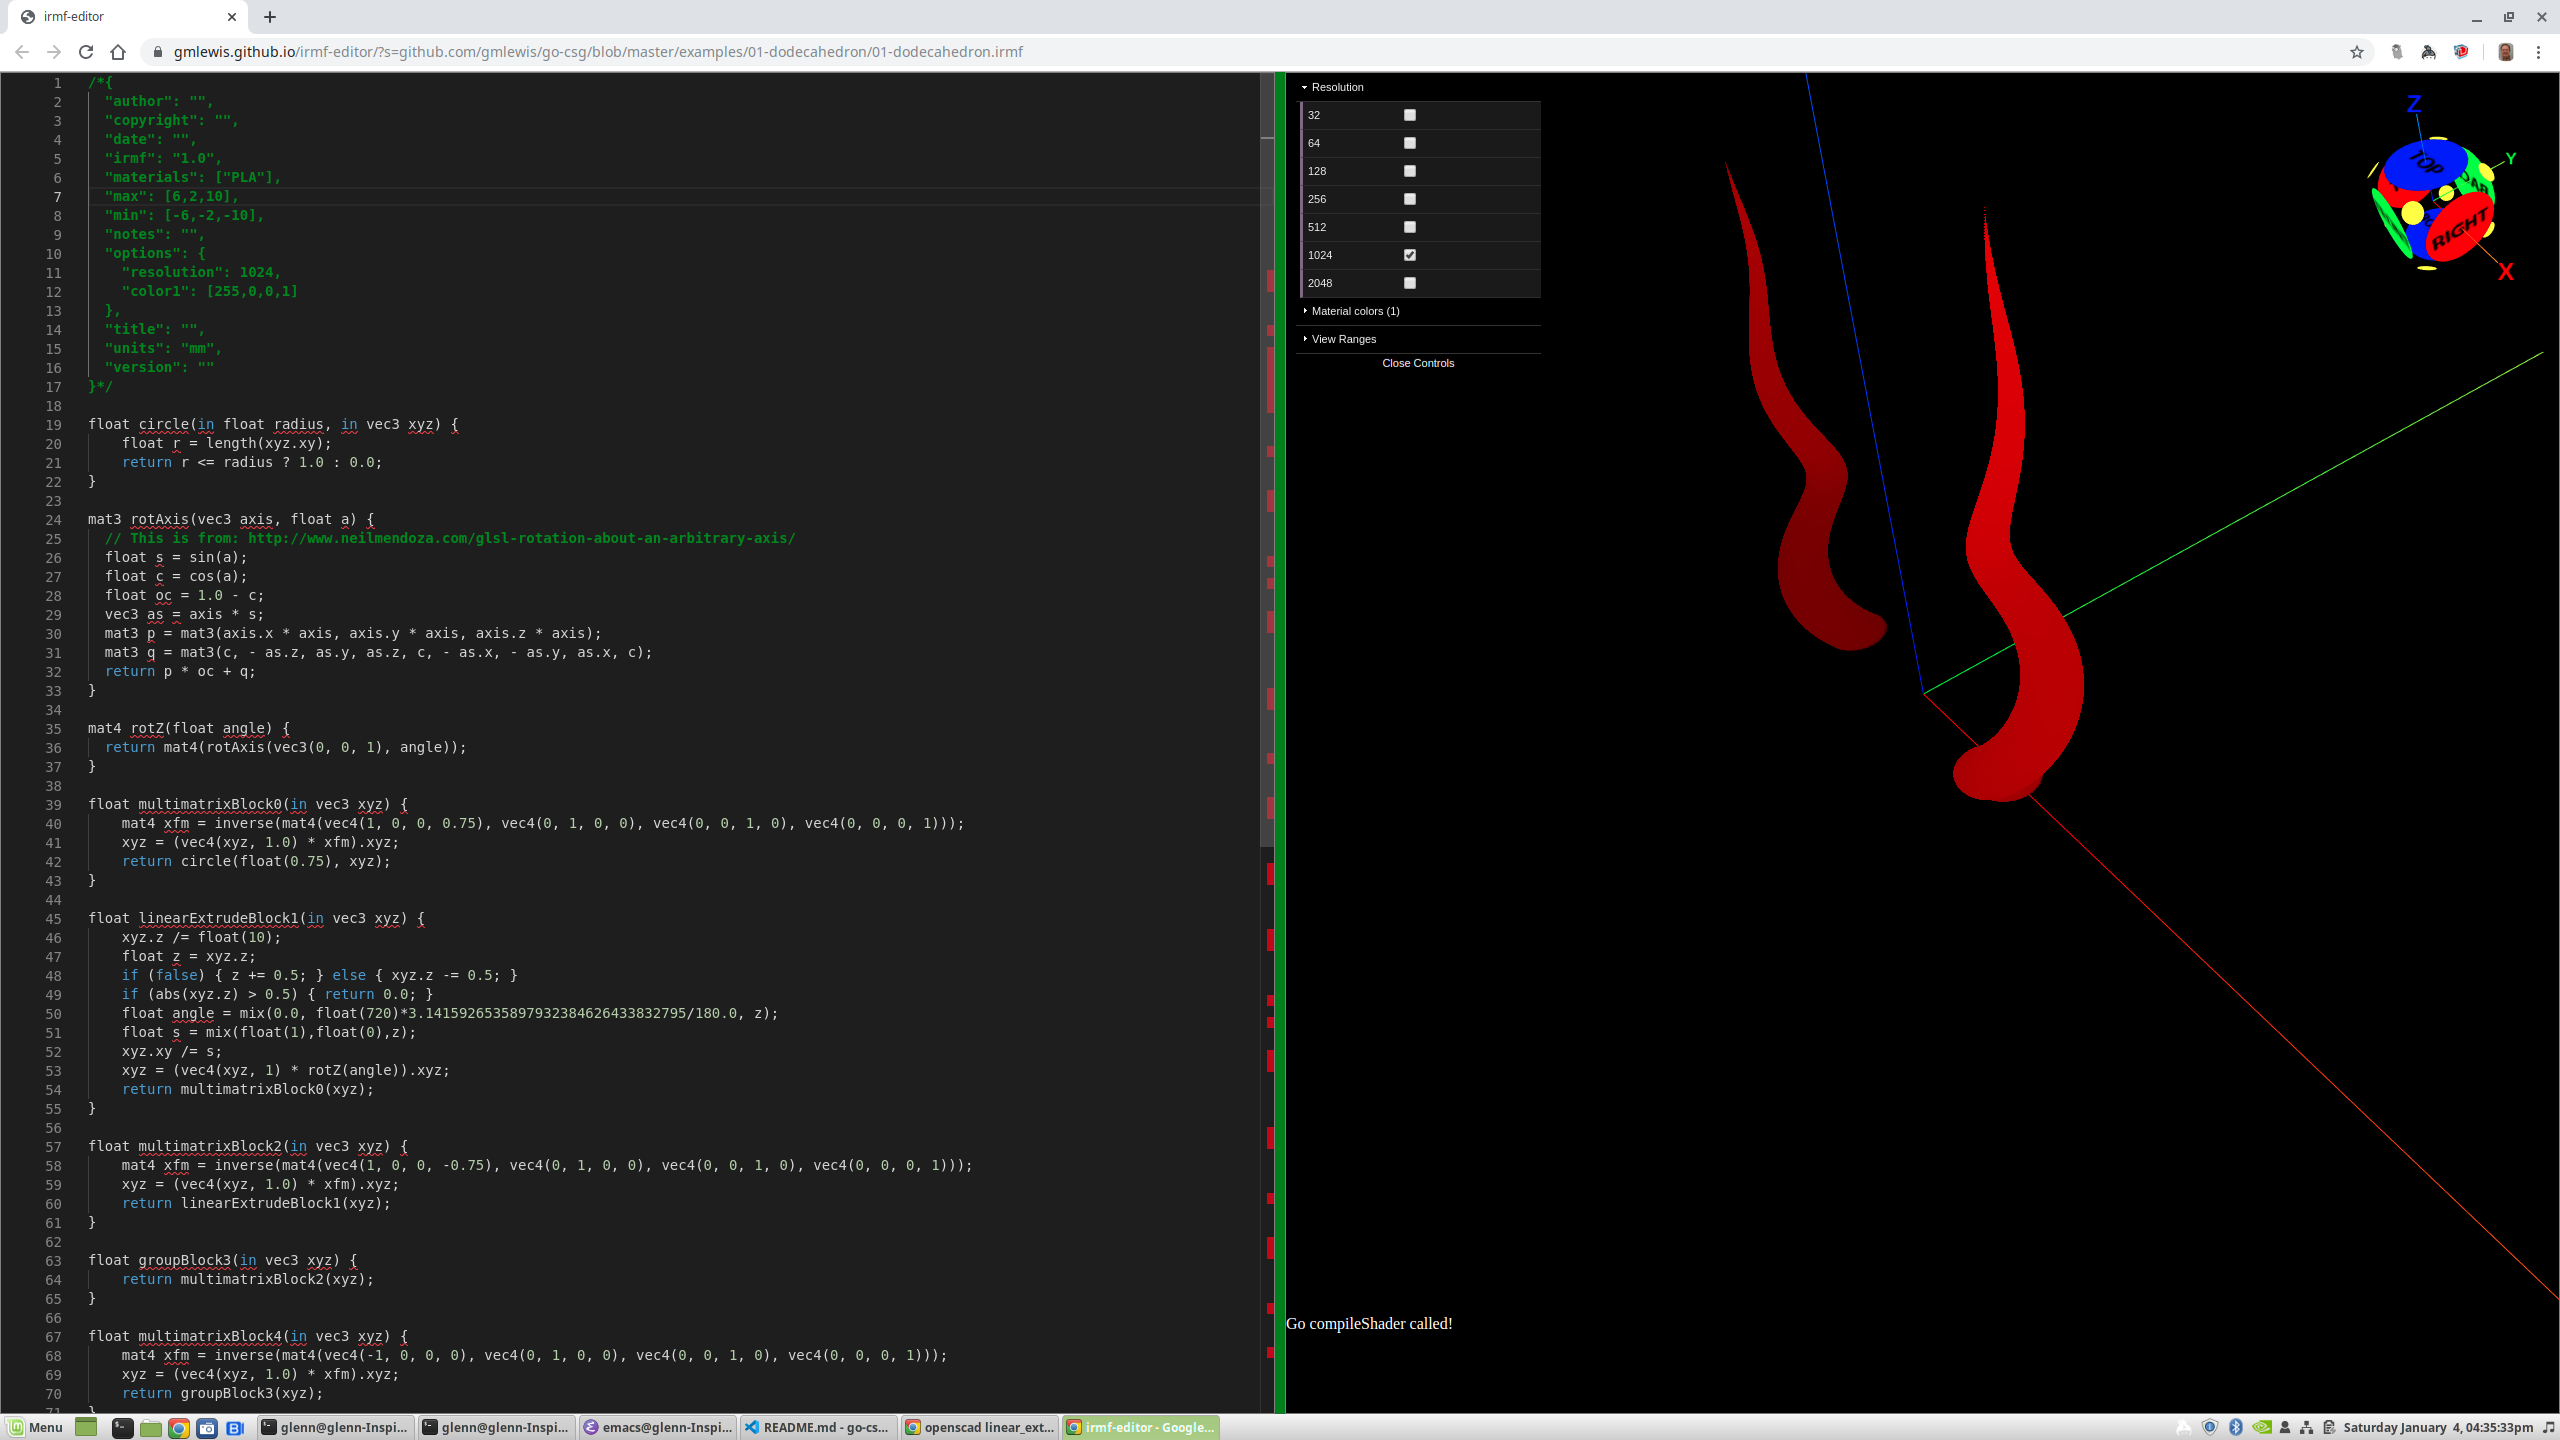 irmf-editor
gmlewis.github.io/irmf-editor/?s=github.com/gmlewis/go-csg/blob/master/examples/01-dodecahedron/01-dodecahedron.irmf
1 /*{
2 "author": "",
3 "copyright": "",
4 "date": "",
5 "irmf": "1.0",
6 "materials": ["PLA"],
7 "max": [6,2,10],
8 "min": [-6,-2,-10],
9 "notes": "",
10 "options": {
11 "resolution": 1024,
12 "color1": [255,0,0,1]
13 },
14 "title": "",
15 "units": "mm",
16 "version": ""
17 }*/
18
19 float circle(in float radius, in vec3 xyz) {
20 float r = length(xyz.xy);
21 return r <= radius ? 1.0 : 0.0;
22 }
23
24 mat3 rotAxis(vec3 axis, float a) {
25 // This is from: http://www.neilmendoza.com/glsl-rotation-about-an-arbitrary-axis/
26 float s = sin(a);
27 float c = cos(a);
28 float oc = 1.0 - c;
29 vec3 as = axis * s;
30 mat3 p = mat3(axis.x * axis, axis.y * axis, axis.z * axis);
31 mat3 q = mat3(c, - as.z, as.y, as.z, c, - as.x, - as.y, as.x, c);
32 return p * oc + q;
33 }
34
35 mat4 rotZ(float angle) {
36 return mat4(rotAxis(vec3(0, 0, 1), angle));
37 }
38
39 float multimatrixBlock0(in vec3 xyz) {
40 mat4 xfm = inverse(mat4(vec4(1, 0, 0, 0.75), vec4(0, 1, 0, 0), vec4(0, 0, 1, 0), vec4(0, 0, 0, 1)));
41 xyz = (vec4(xyz, 1.0) * xfm).xyz;
42 return circle(float(0.75), xyz);
43 }
44
45 float linearExtrudeBlock1(in vec3 xyz) {
46 xyz.z /= float(10);
47 float z = xyz.z;
48 if (false) { z += 0.5; } else { xyz.z -= 0.5; }
49 if (abs(xyz.z) > 0.5) { return 0.0; }
50 float angle = mix(0.0, float(720)*3.1415926535897932384626433832795/180.0, z);
51 float s = mix(float(1),float(0),z);
52 xyz.xy /= s;
53 xyz = (vec4(xyz, 1) * rotZ(angle)).xyz;
54 return multimatrixBlock0(xyz);
55 }
56
57 float multimatrixBlock2(in vec3 xyz) {
58 mat4 xfm = inverse(mat4(vec4(1, 0, 0, -0.75), vec4(0, 1, 0, 0), vec4(0, 0, 1, 0), vec4(0, 0, 0, 1)));
59 xyz = (vec4(xyz, 1.0) * xfm).xyz;
60 return linearExtrudeBlock1(xyz);
61 }
62
63 float groupBlock3(in vec3 xyz) {
64 return multimatrixBlock2(xyz);
65 }
66
67 float multimatrixBlock4(in vec3 xyz) {
68 mat4 xfm = inverse(mat4(vec4(-1, 0, 0, 0), vec4(0, 1, 0, 0), vec4(0, 0, 1, 0), vec4(0, 0, 0, 1)));
69 xyz = (vec4(xyz, 1.0) * xfm).xyz;
70 return groupBlock3(xyz);
71 }
Resolution
32
64
128
256
512
1024
2048
Material colors (1)
View Ranges
Close Controls
Z
Y
X
TOP
RIGHT
Go compileShader called!
Menu
glenn@glenn-Inspi...
glenn@glenn-Inspi...
emacs@glenn-Inspi...
README.md - go-cs...
openscad linear_ext...
irmf-editor - Google...
Saturday January 4, 04:35:33pm